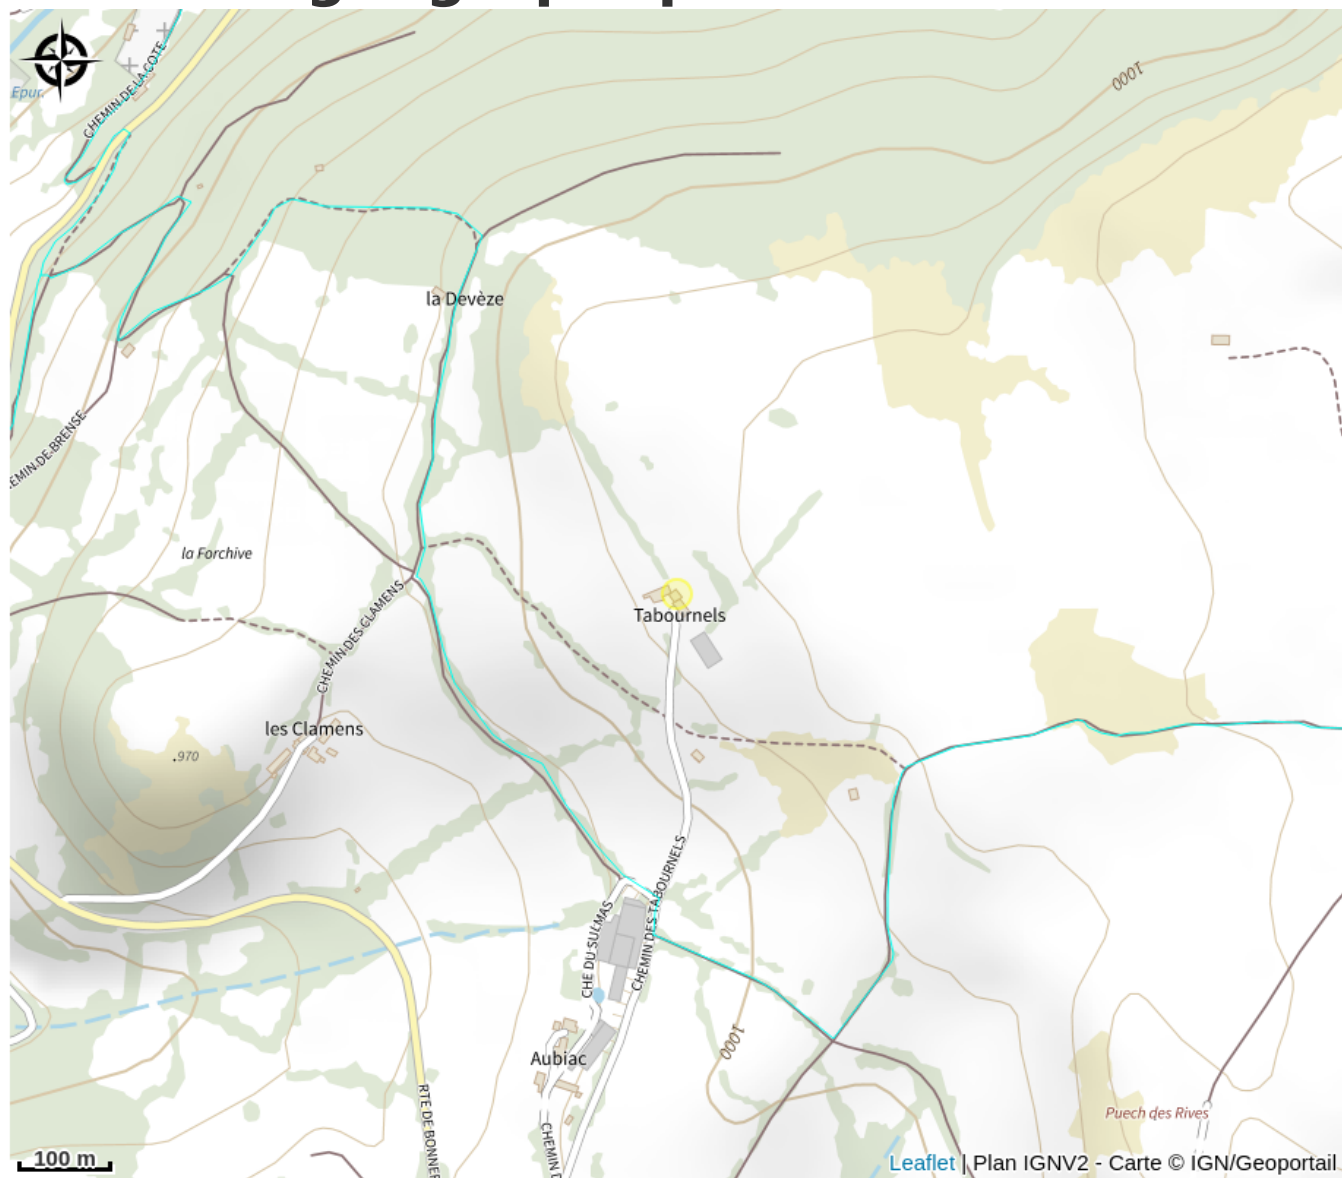 1000
CHEMIN DE LA COTE
Epur.
la Devèze
EMIN DE BRENSE
la Forchive
CHEMIN DES CLAMENS
Tabournels
les Clamens
.970
CHEMIN DES TABOURNELS
CHE DU SULMAS
1000
Aubiac
RTE DE BONNE
CHEMIN D
Puech des Rives
100 m
Leaflet | Plan IGNV2 - Carte © IGN/Geoportail